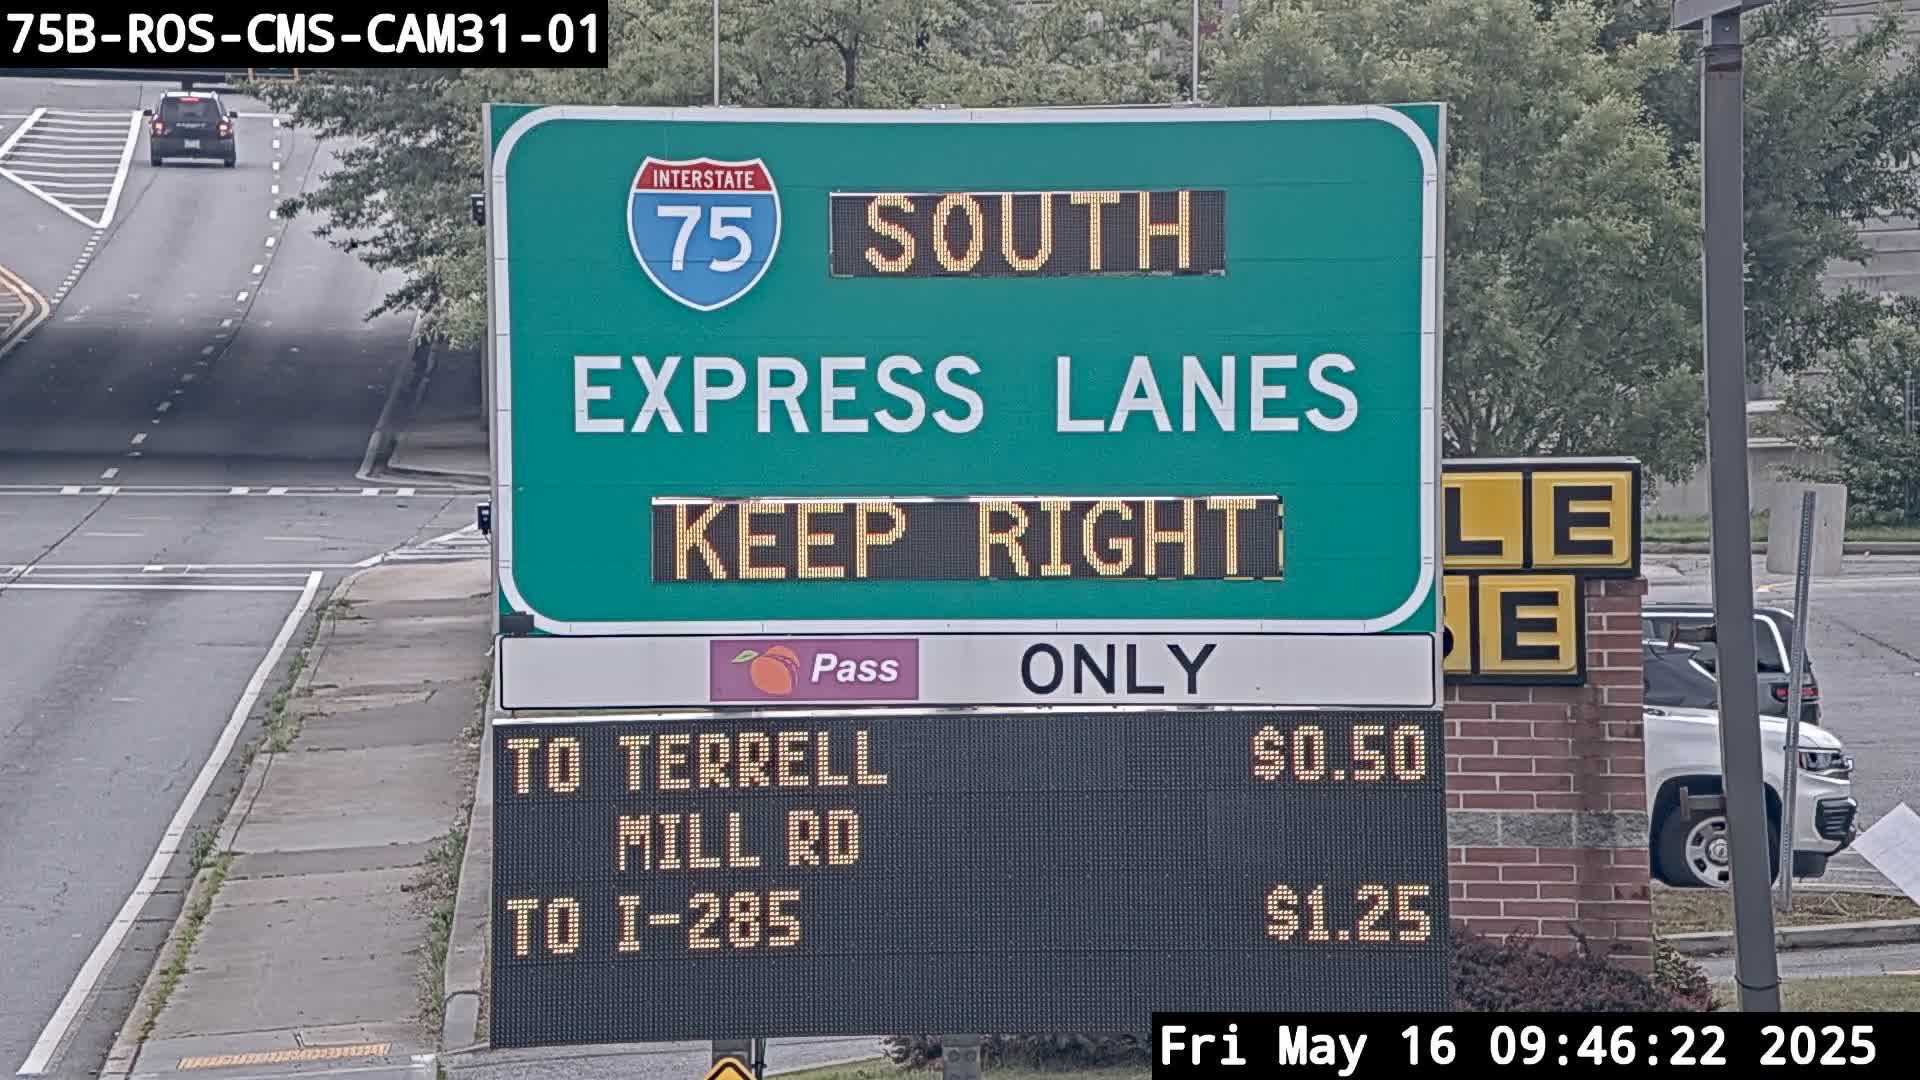 75B-ROS-CMS-CAM31-01
INTERSTATE
75
SOUTH
EXPRESS LANES
KEEP RIGHT
Pass ONLY
TO TERRELL $0.50
MILL RD
TO I-285 $1.25
LE
E
Fri May 16 09:46:22 2025